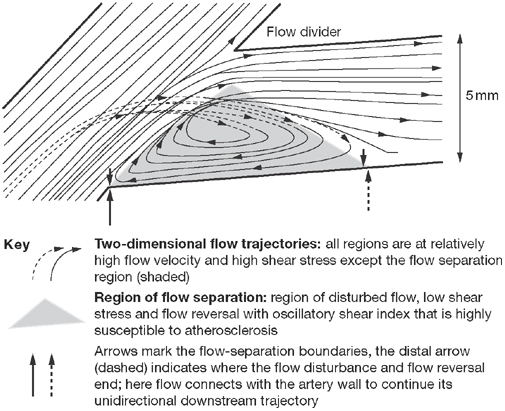 Flow divider
5 mm
Key
Two-dimensional flow trajectories: all regions are at relatively
high flow velocity and high shear stress except the flow separation
region (shaded)
Region of flow separation: region of disturbed flow, low shear
stress and flow reversal with oscillatory shear index that is highly
susceptible to atherosclerosis
Arrows mark the flow-separation boundaries, the distal arrow
(dashed) indicates where the flow disturbance and flow reversal
end; here flow connects with the artery wall to continue its
unidirectional downstream trajectory